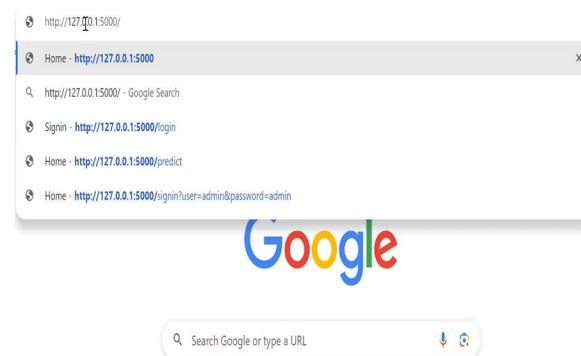 http://127.0.0.1:5000/
Home - http://127.0.0.1:5000
http://127.0.0.1:5000/ - Google Search
Signin - http://127.0.0.1:5000/login
Home - http://127.0.0.1:5000/predict
Home - http://127.0.0.1:5000/signin?user=admin&password=admin
Google
Search Google or type a URL